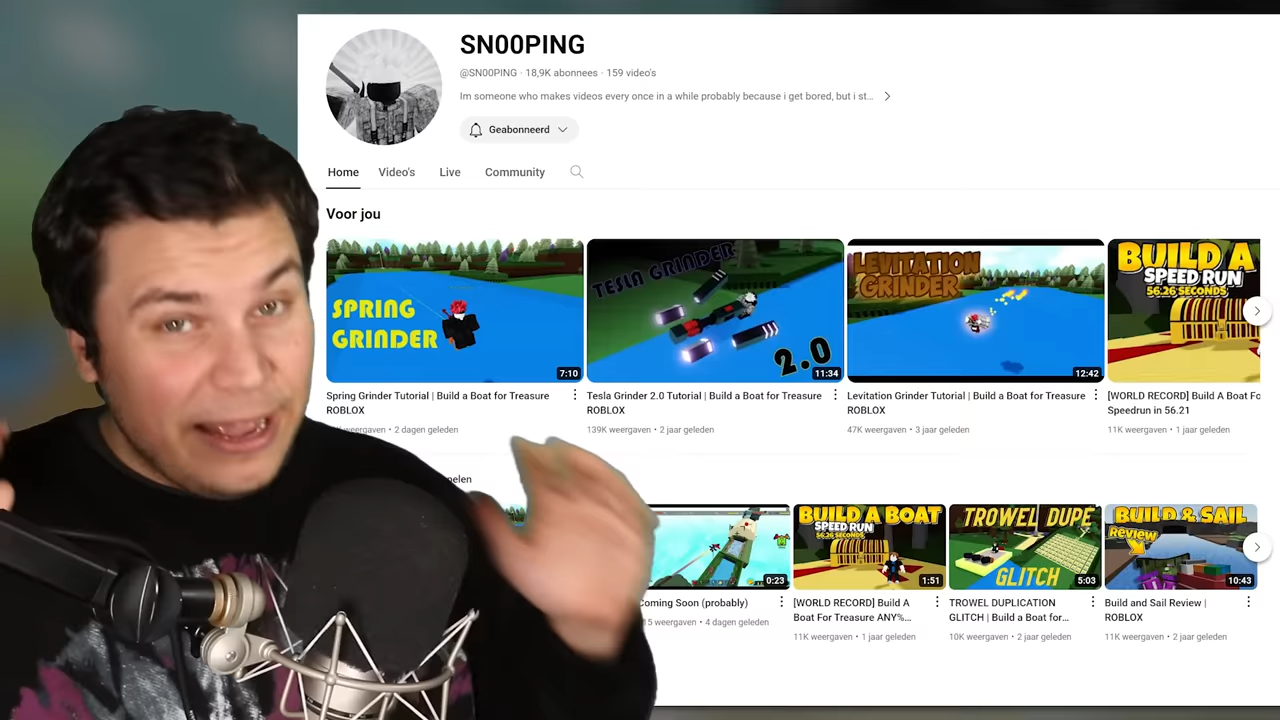 SN00PING
@SN00PING · 18,9K abonnees · 159 video's
Im someone who makes videos every once in a while probably because i get bored, but i st...
Geabonneerd
Home Video's Live Community
Voor jou
SPRING
GRINDER
7:10
TESLA GRINDER
2.0
11:34
LEVITATION
GRINDER
12:42
BUILD A
SPEED RUN
56.26 SECONDS
Spring Grinder Tutorial | Build a Boat for Treasure
ROBLOX
weergaven · 2 dagen geleden
Tesla Grinder 2.0 Tutorial | Build a Boat for Treasure
ROBLOX
139K weergaven · 2 jaar geleden
Levitation Grinder Tutorial | Build a Boat for Treasure
ROBLOX
47K weergaven · 3 jaar geleden
[WORLD RECORD] Build A Boat Fo
Speedrun in 56.21
11K weergaven · 1 jaar geleden
elen
0:23
BUILD A BOAT
SPEED RUN
56.26 SECONDS
1:51
TROWEL DUPE
GLITCH
5:03
BUILD & SAIL
Review
10:43
Coming Soon (probably)
15 weergaven · 4 dagen geleden
[WORLD RECORD] Build A
Boat For Treasure ANY%...
11K weergaven · 1 jaar geleden
TROWEL DUPLICATION
GLITCH | Build a Boat for...
10K weergaven · 2 jaar geleden
Build and Sail Review |
ROBLOX
11K weergaven · 2 jaar geleden